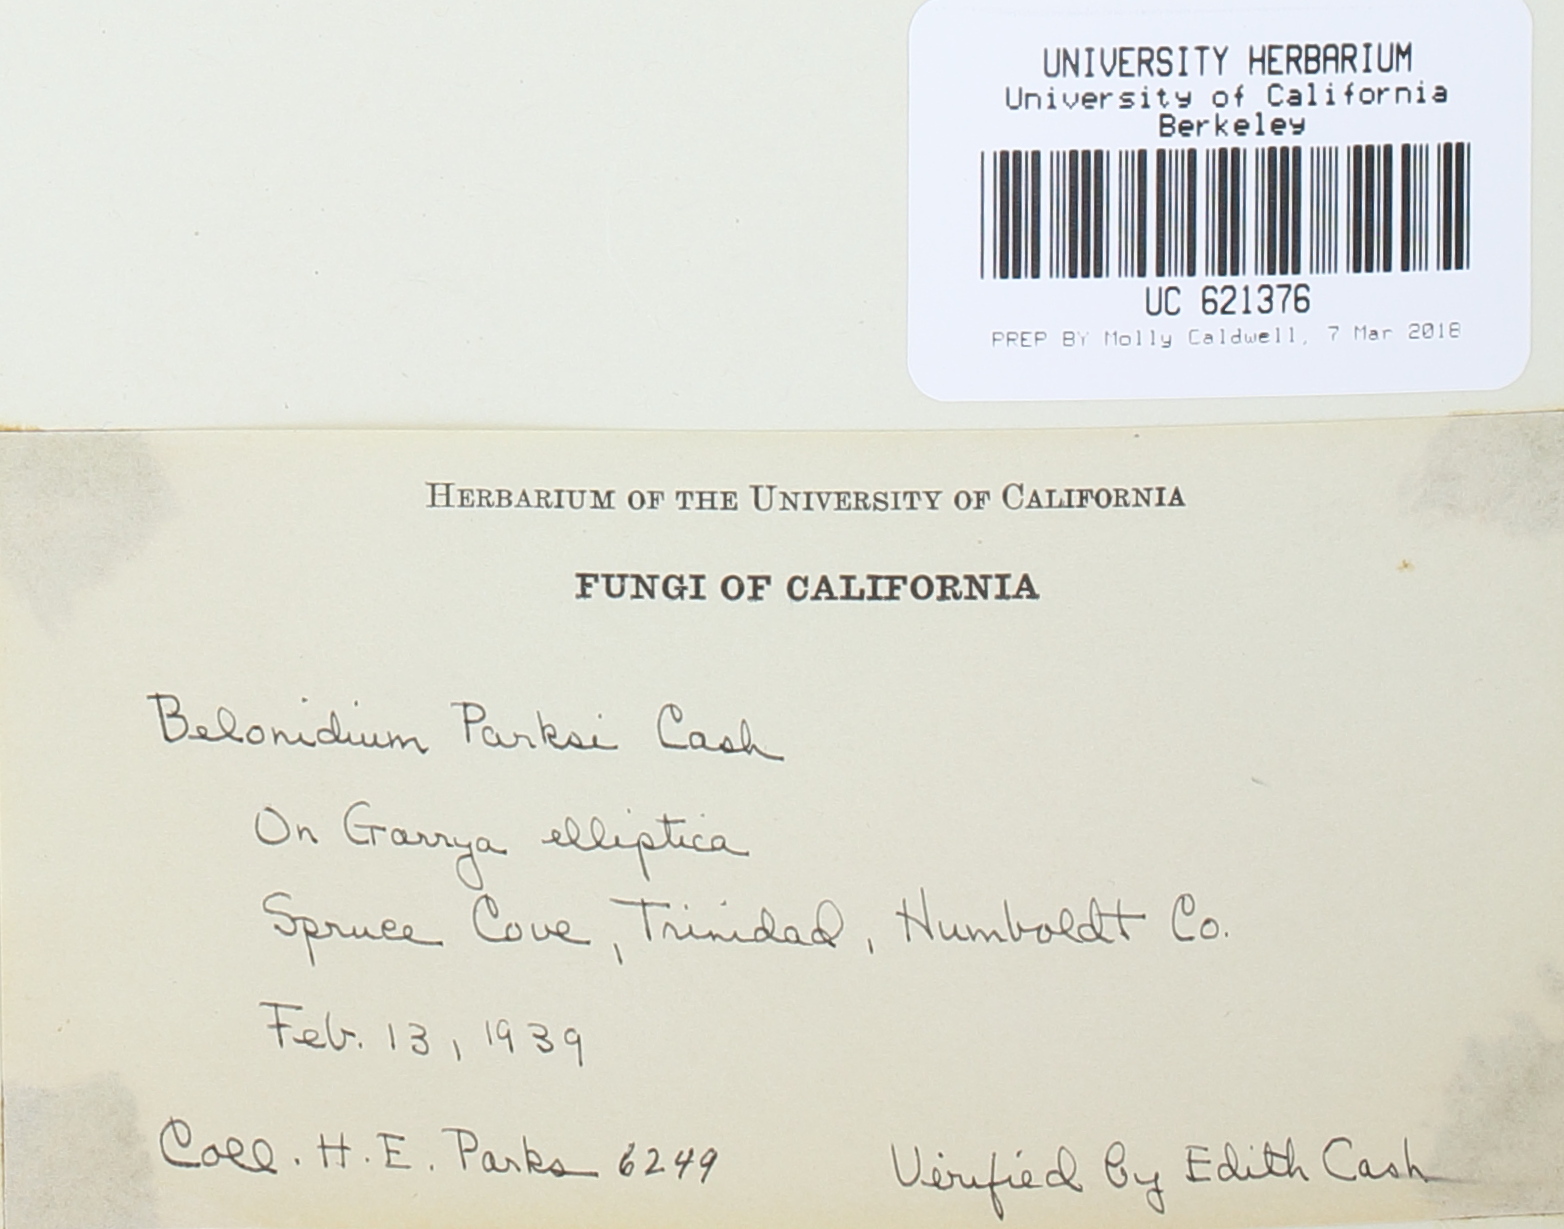 UNIVERSITY HERBARIUM
University of California
Berkeley
UC 621376
PREP BY Molly Caldwell, 7 Mar 2018
HERBARIUM OF THE UNIVERSITY OF CALIFORNIA
FUNGI OF CALIFORNIA
Belonidium Parksi Cash
On Garrya elliptica
Spruce Cove, Trinidad, Humboldt Co.
Feb. 13, 1939
Coll. H. E. Parks 6249 Verified by Edith Cash